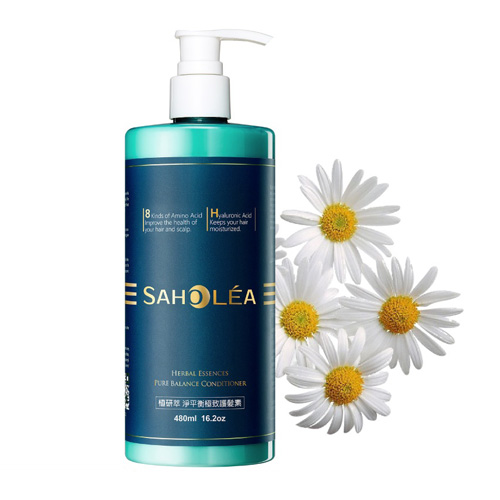 8 Kinds of Amino Acid
Improve the health of
your hair and scalp.
Hyaluronic Acid
Keeps your hair
moisturized.
SAHOLÉA
HERBAL ESSENCES
PURE BALANCE CONDITIONER
植研萃 淨平衡極致護髮素
480ml 16.2oz